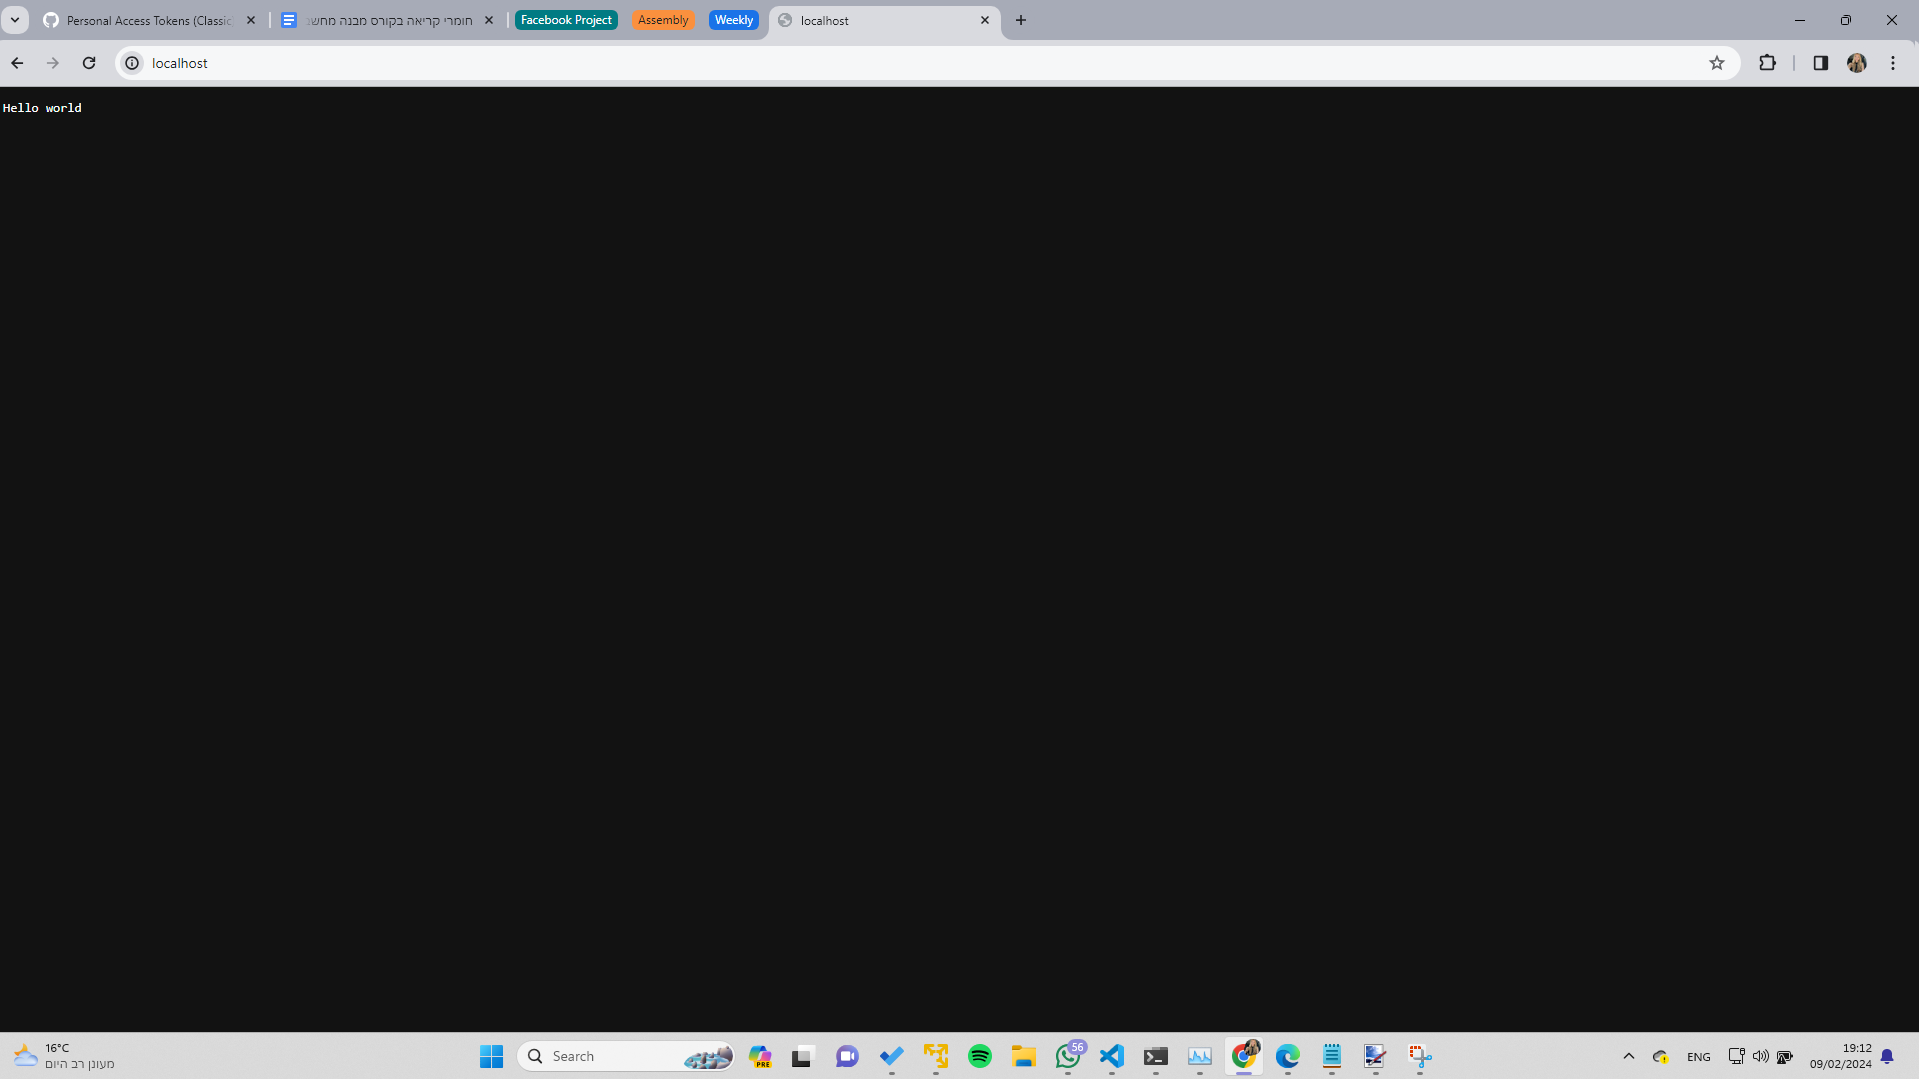 Personal Access Tokens (Classic)
חומרי קריאה בקורס מבנה מחש
Facebook Project
Assembly
Weekly
localhost
localhost
Hello world
16°C
מעונן רב היום
Search
PRE
56
ENG
19:12
09/02/2024